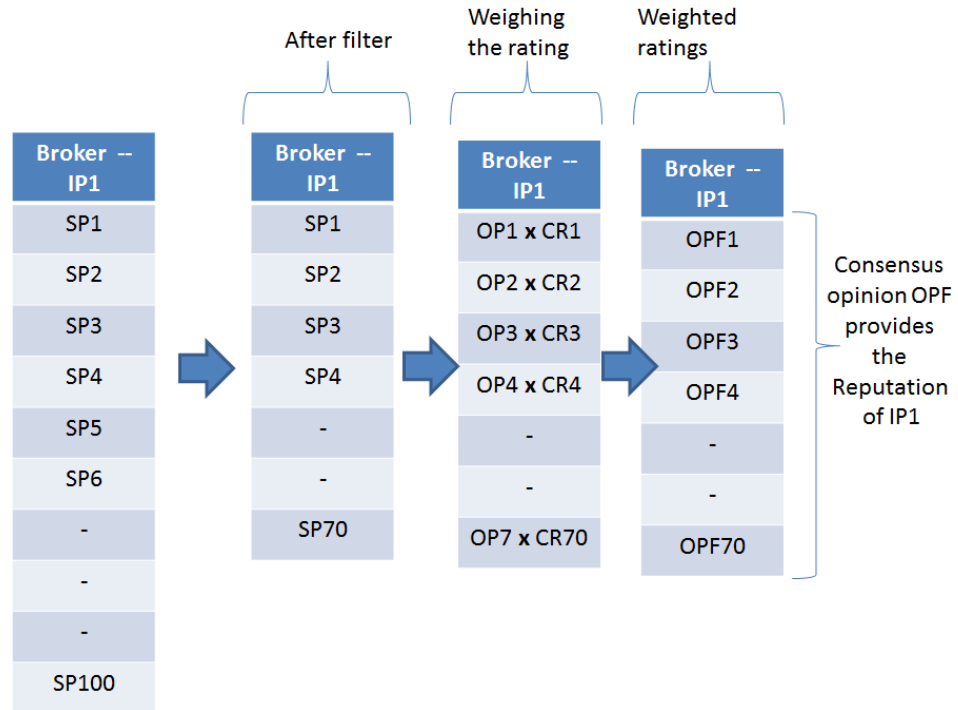 After filter
Weighing
the rating
Weighted
ratings
Broker --
IP1
SP1
SP2
SP3
SP4
SP5
SP6
-
-
-
SP100
Broker --
IP1
SP1
SP2
SP3
SP4
-
-
SP70
Broker --
IP1
OP1 x CR1
OP2 x CR2
OP3 x CR3
OP4 x CR4
-
-
OP7 x CR70
Broker --
IP1
OPF1
OPF2
OPF3
OPF4
-
-
OPF70
Consensus
opinion OPF
provides
the
Reputation
of IP1